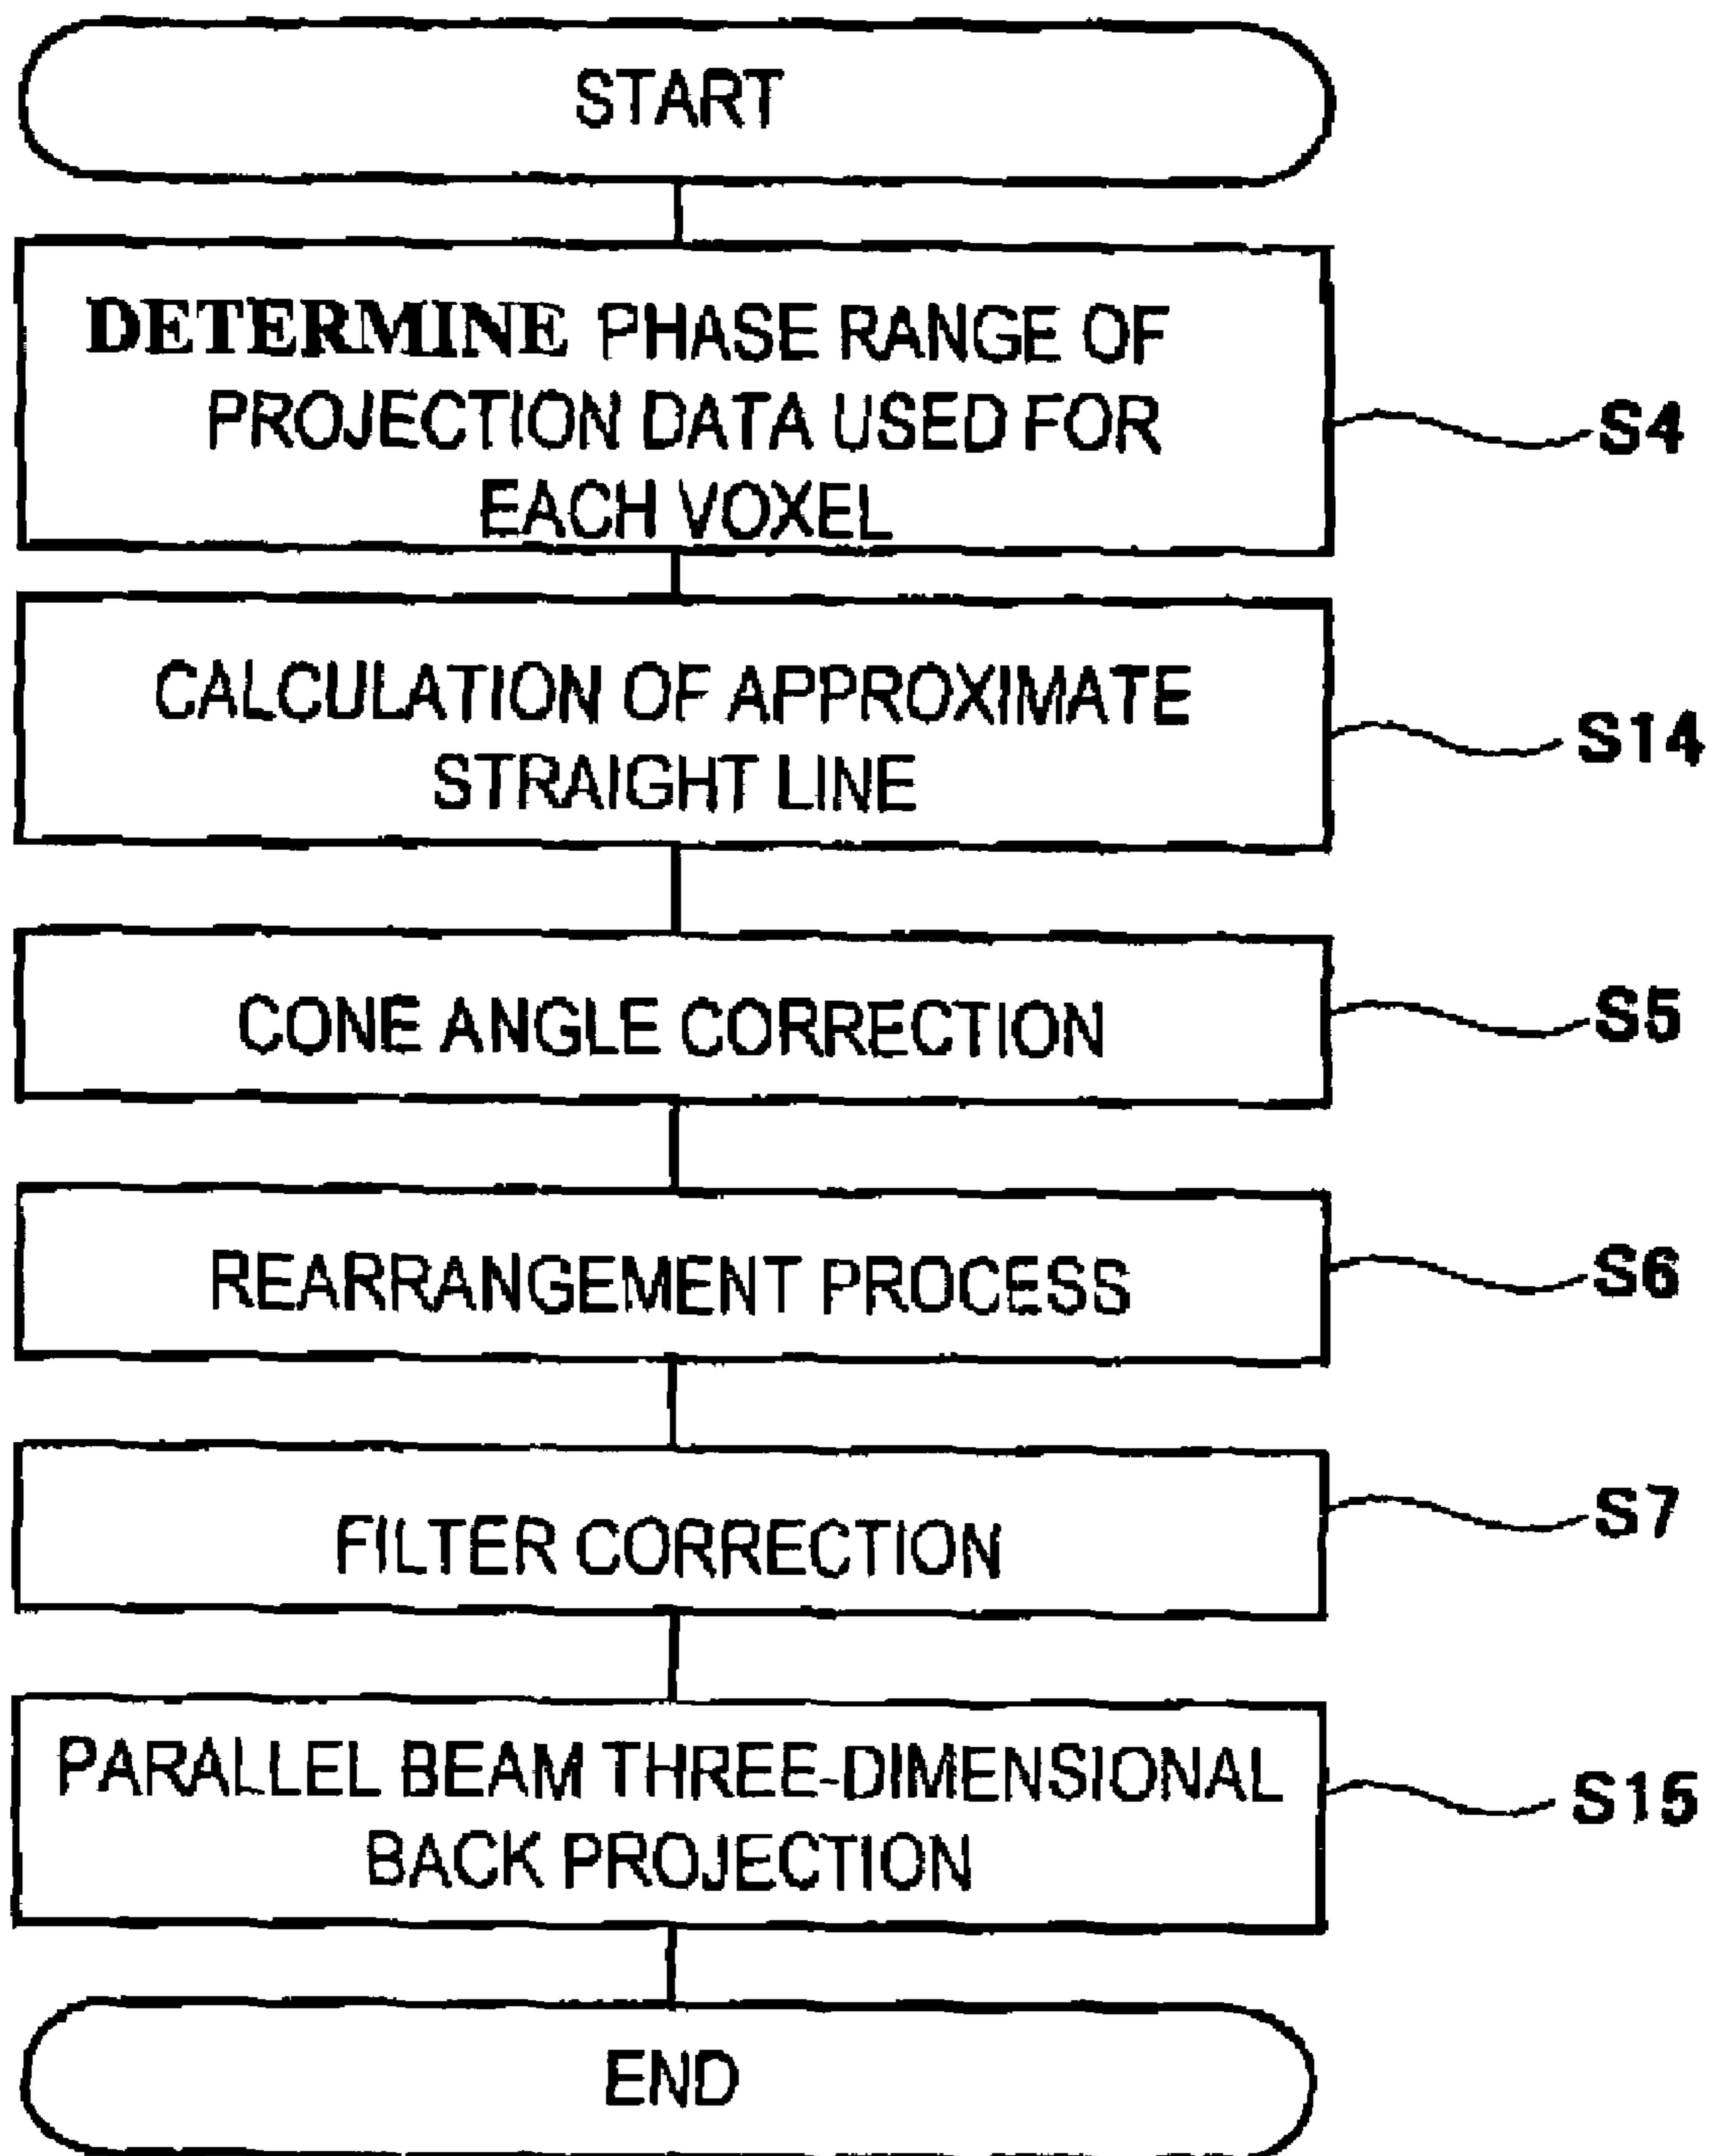 START
DETERMINE PHASE RANGE OF
PROJECTION DATA USED FOR
EACH VOXEL
S4
CALCULATION OF APPROXIMATE
STRAIGHT LINE
S14
CONE ANGLE CORRECTION
S5
REARRANGEMENT PROCESS
S6
FILTER CORRECTION
S7
PARALLEL BEAM THREE-DIMENSIONAL
BACK PROJECTION
S15
END